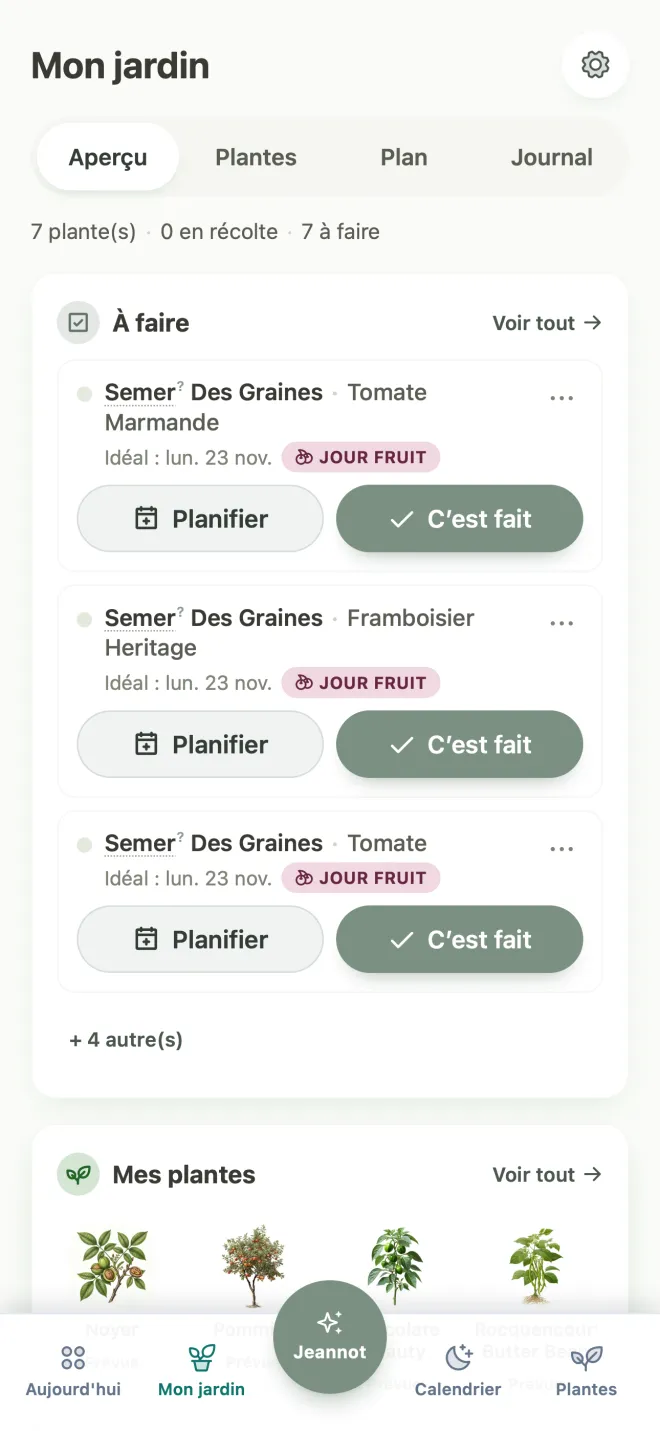 Mon jardin
Aperçu Plantes Plan Journal
7 plante(s) · 0 en récolte · 7 à faire
À faire Voir tout →
Semer? Des Graines · Tomate ...
Marmande
Idéal : lun. 23 nov. JOUR FRUIT
Planifier C’est fait
Semer? Des Graines · Framboisier ...
Heritage
Idéal : lun. 23 nov. JOUR FRUIT
Planifier C’est fait
Semer? Des Graines · Tomate ...
Idéal : lun. 23 nov. JOUR FRUIT
Planifier C’est fait
+ 4 autre(s)
Mes plantes Voir tout →
Noyer
Jeannot
Aujourd'hui Mon jardin Calendrier Plantes